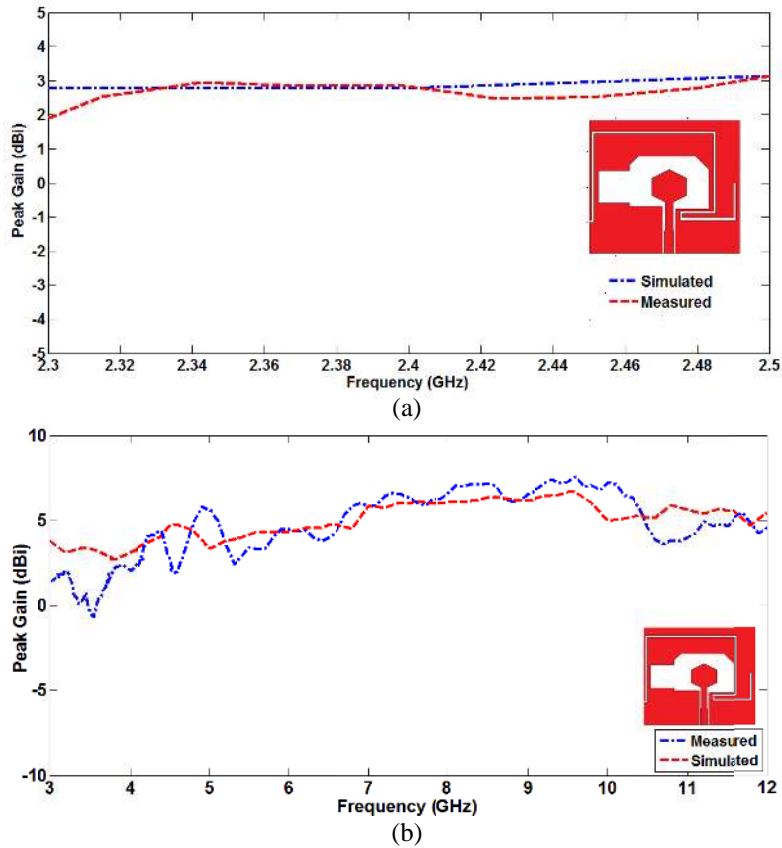 5
4
3
2
1
0
-1
-2
-3
-4
-5
Peak Gain (dBi)
Simulated
Measured
2.3 2.32 2.34 2.36 2.38 2.4 2.42 2.44 2.46 2.48 2.5
Frequency (GHz)
(a)
10
5
0
-5
-10
Peak Gain (dBi)
Measured
Simulated
3 4 5 6 7 8 9 10 11 12
Frequency (GHz)
(b)